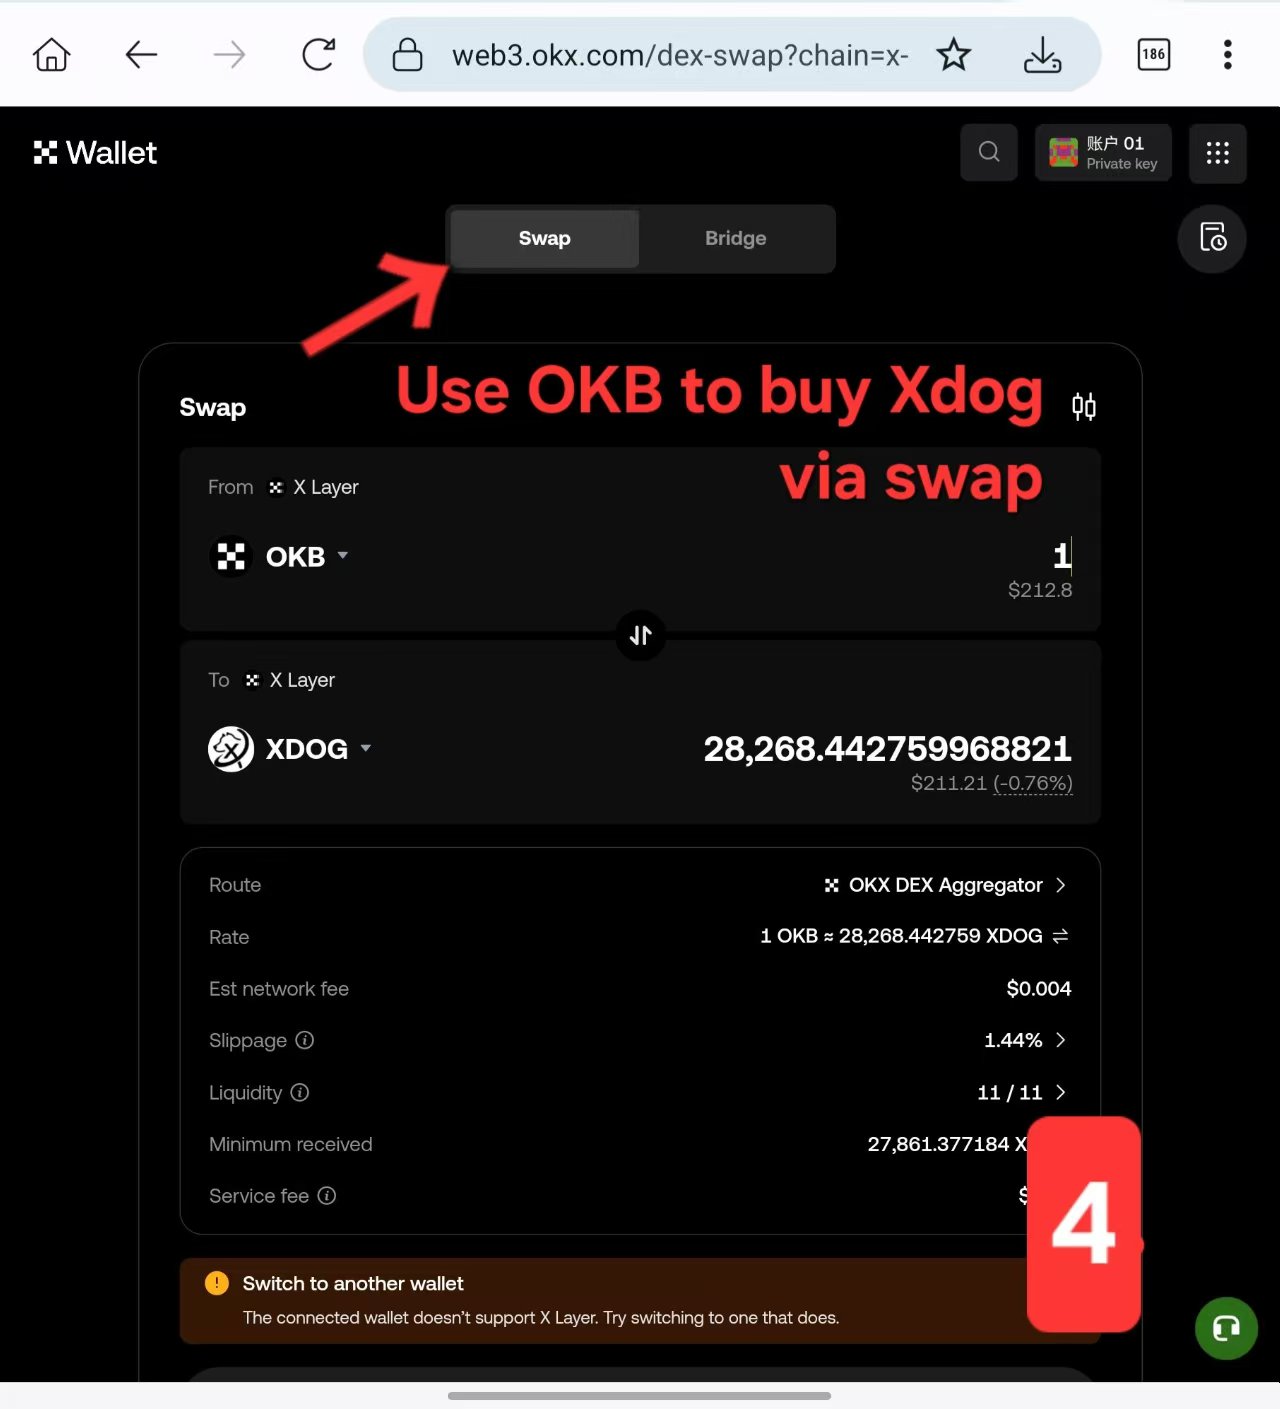 web3.okx.com/dex-swap?chain=x-
186
Wallet
账户 01
Private key
Swap
Bridge
Use OKB to buy Xdog
via swap
Swap
From X Layer
OKB
1
$212.8
To X Layer
XDOG
28,268.442759968821
$211.21 (-0.76%)
Route
OKX DEX Aggregator
Rate
1 OKB ≈ 28,268.442759 XDOG
Est network fee
$0.004
Slippage
1.44%
Liquidity
11 / 11
Minimum received
27,861.377184 X
Service fee
$
4
Switch to another wallet
The connected wallet doesn’t support X Layer. Try switching to one that does.